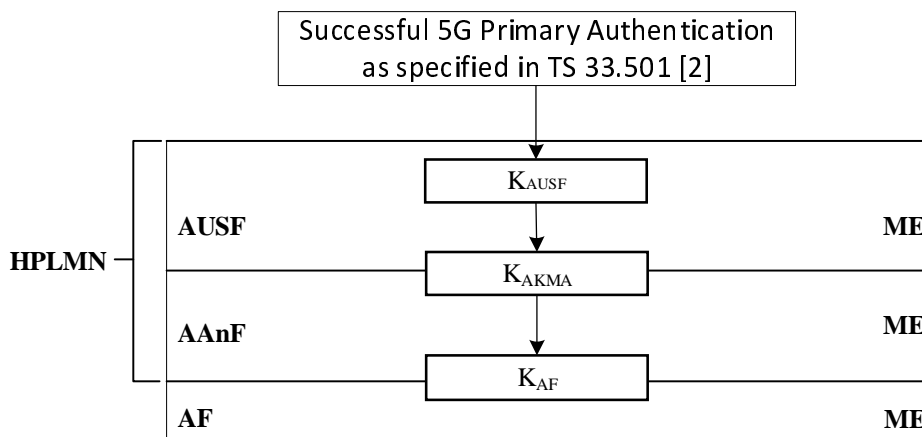 Successful 5G Primary Authentication
as specified in TS 33.501 [2]
KAUSF
AUSF
ME
HPLMN
KAKMA
AAnF
ME
KAF
AF
ME